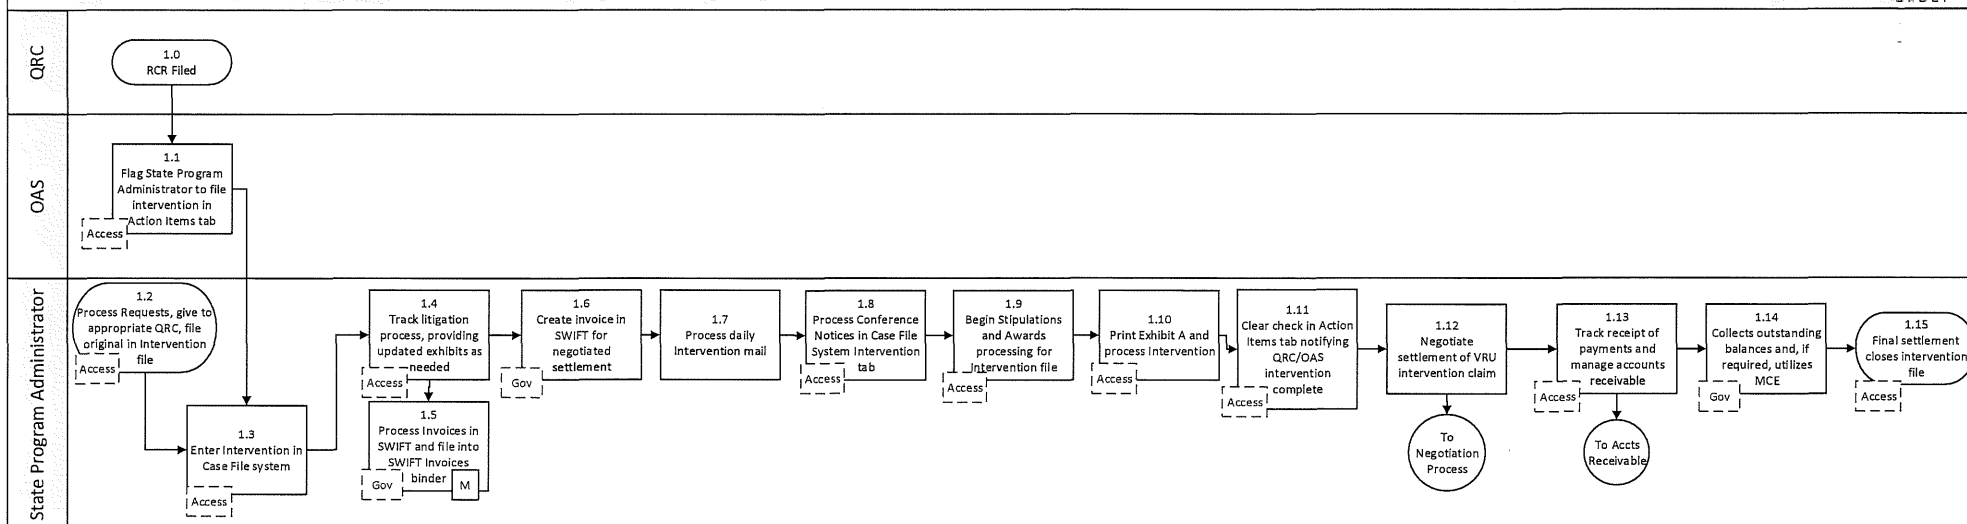 QRC
1.0
RCR Filed
OAS
1.1
Flag State Program
Administrator to file
intervention in
Action Items tab
Access
State Program Administrator
1.2
Process Requests, give to
appropriate QRC, file
original in Intervention
file
Access
1.3
Enter Intervention in
Case File system
Access
1.4
Track litigation
process, providing
updated exhibits as
needed
Access
1.5
Process Invoices in
SWIFT and file into
SWIFT Invoices
binder
Gov
M
1.6
Create invoice in
SWIFT for
negotiated
settlement
Gov
1.7
Process daily
Intervention mail
1.8
Process Conference
Notices in Case File
System Intervention
tab
Access
1.9
Begin Stipulations
and Awards
processing for
Intervention file
Access
1.10
Print Exhibit A and
process Intervention
Access
1.11
Clear check in Action
Items tab notifying
QRC/OAS
intervention
complete
Access
1.12
Negotiate
settlement of VRU
intervention claim
To
Negotiation
Process
1.13
Track receipt of
payments and
manage accounts
receivable
Access
To Accts
Receivable
1.14
Collects outstanding
balances and, if
required, utilizes
MCE
Gov
1.15
Final settlement
closes intervention
file
Access